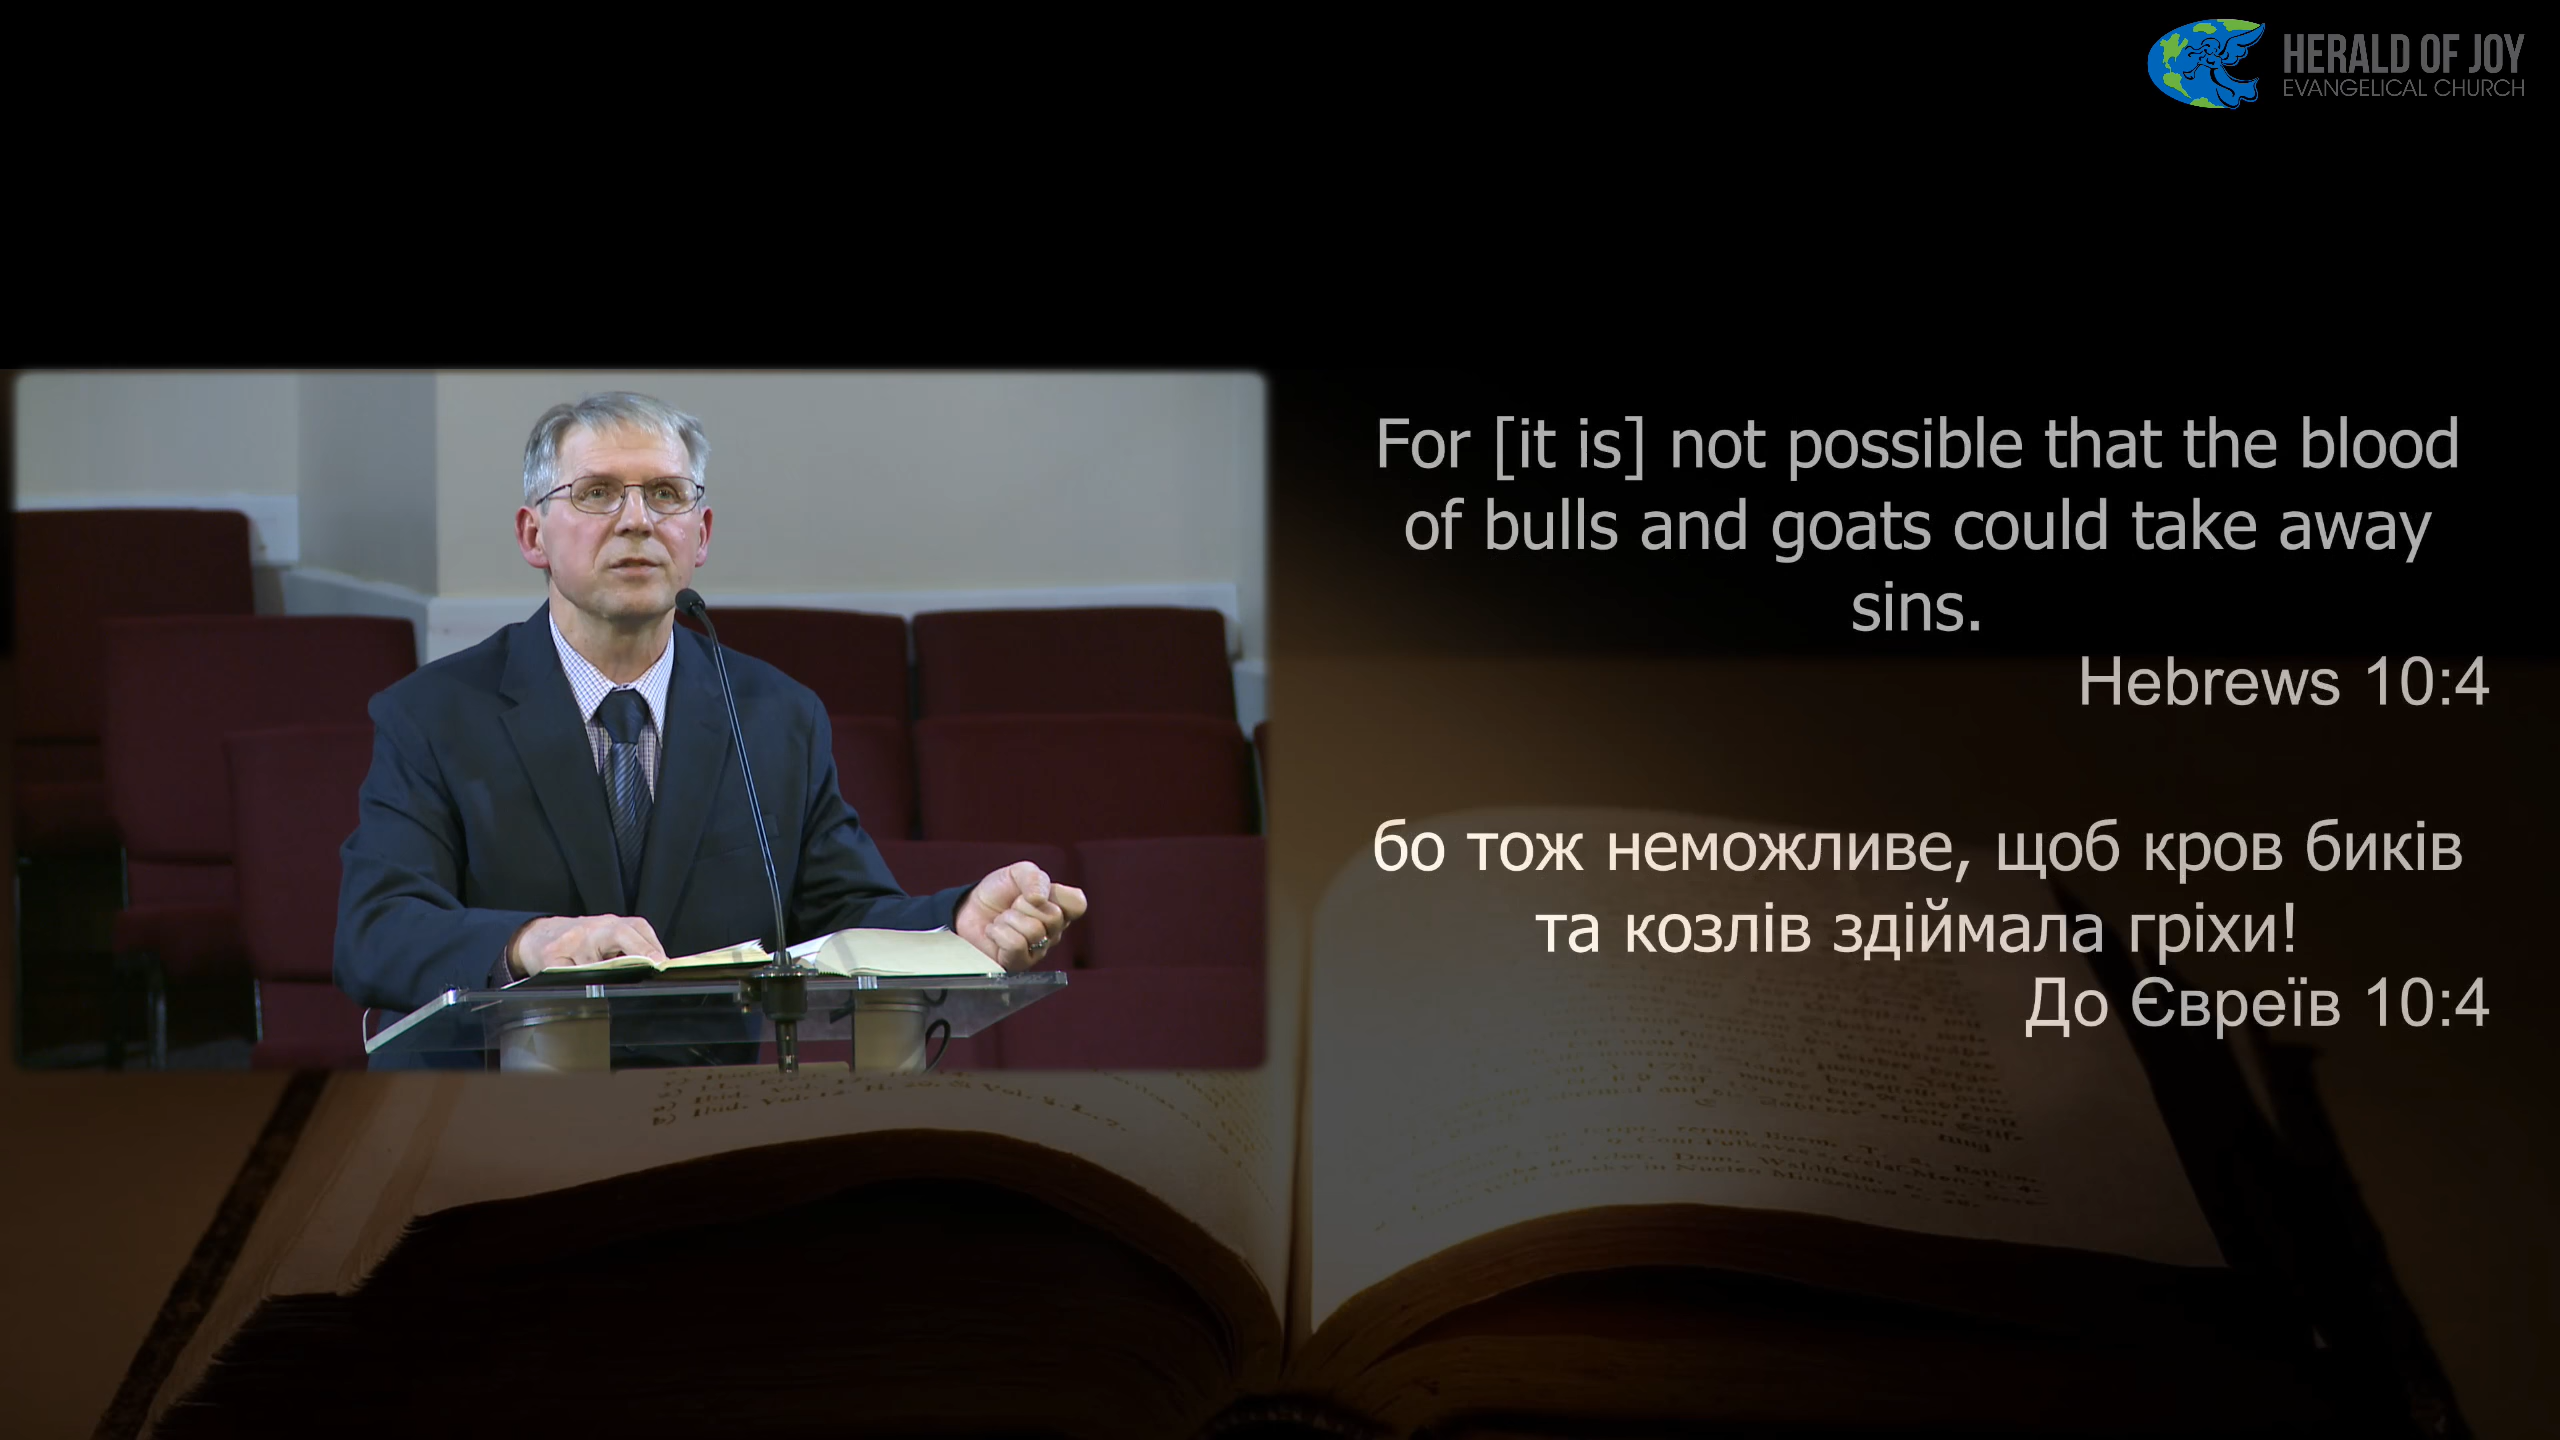 HERALD OF JOY
EVANGELICAL CHURCH
For [it is] not possible that the blood
of bulls and goats could take away
sins.
Hebrews 10:4
бо тож неможливе, щоб кров биків
та козлів здіймала гріхи!
До Євреїв 10:4